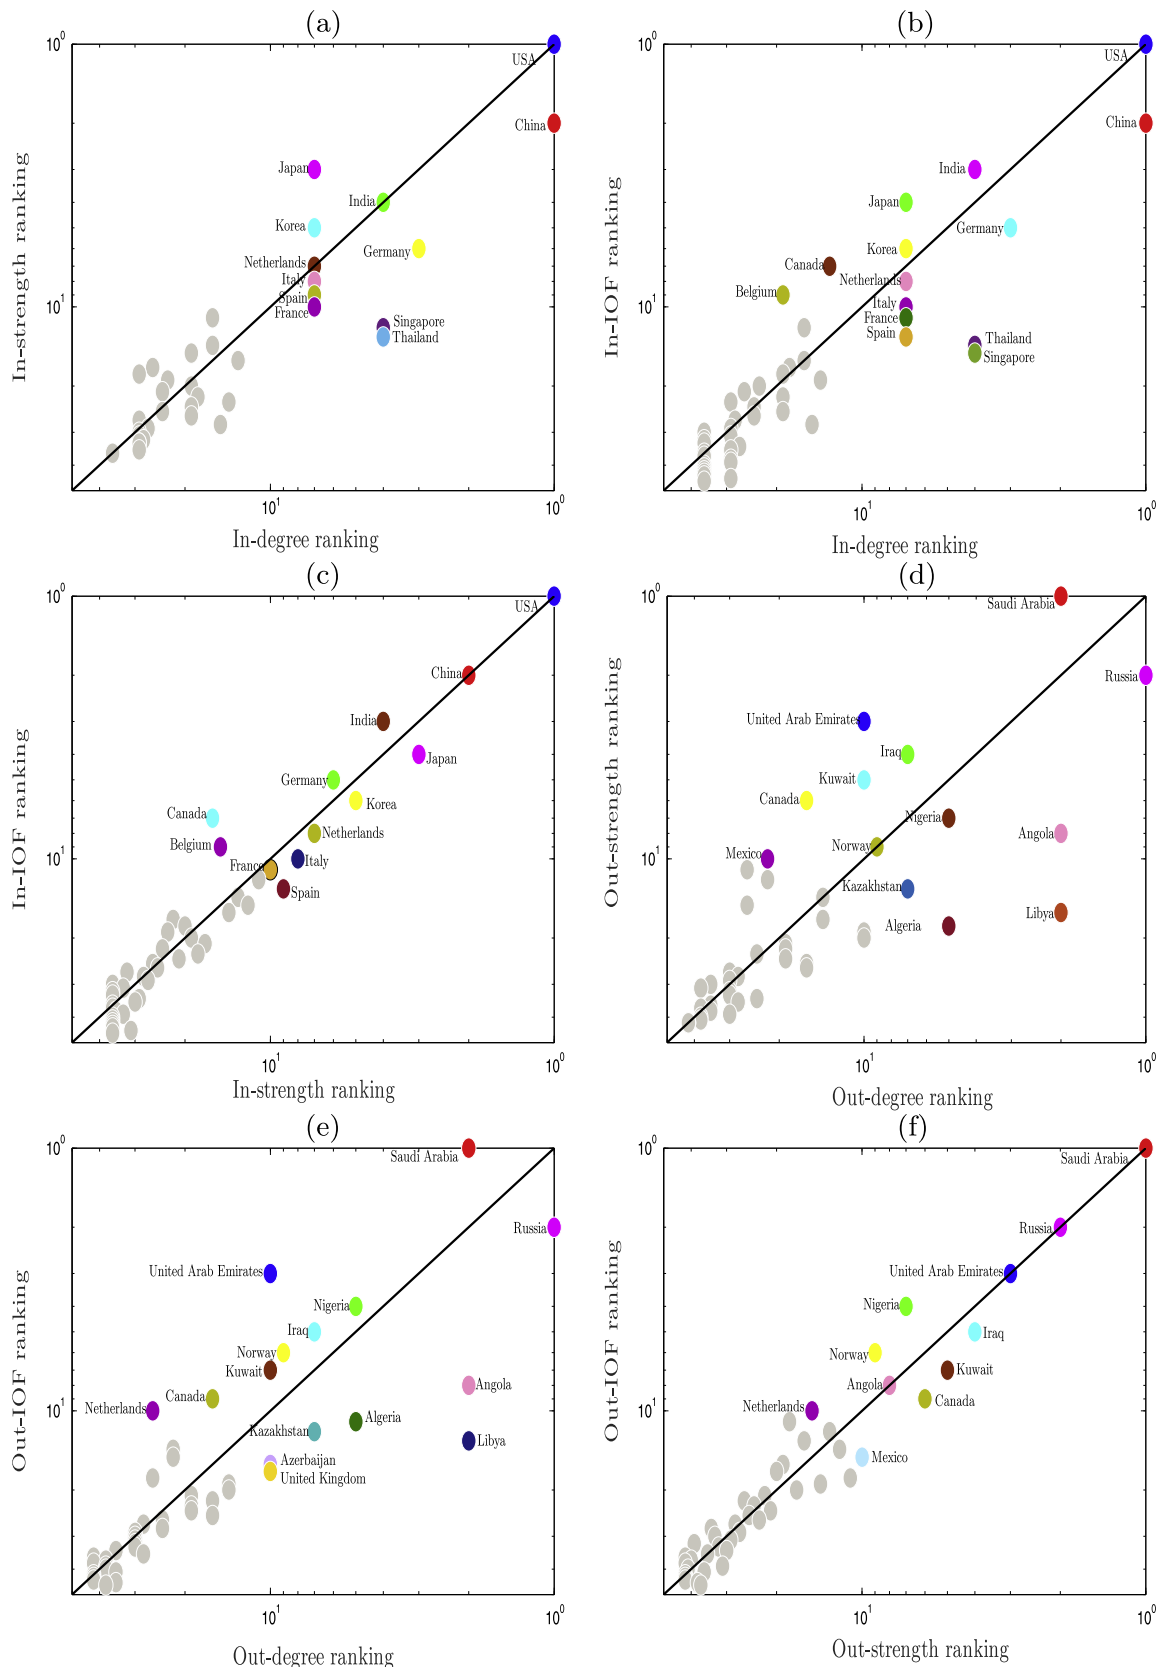 (a)
10^0
USA
China
Japan
India
Korea
Germany
Netherlands
Italy
Spain
France
10^1
Singapore
Thailand
In-strength ranking
10^1
10^0
In-degree ranking
(b)
10^0
USA
China
India
Japan
Germany
Korea
Canada
Netherlands
Belgium
Italy
10^1
France
Spain
Thailand
Singapore
In-IOF ranking
10^1
10^0
In-degree ranking
(c)
10^0
USA
China
India
Japan
Germany
Korea
Canada
Netherlands
Belgium
10^1
France
Italy
Spain
In-IOF ranking
10^1
10^0
In-strength ranking
(d)
10^0
Saudi Arabia
Russia
United Arab Emirates
Iraq
Kuwait
Canada
Nigeria
Angola
Norway
Mexico
10^1
Kazakhstan
Libya
Algeria
Out-strength ranking
10^1
10^0
Out-degree ranking
(e)
10^0
Saudi Arabia
Russia
United Arab Emirates
Nigeria
Iraq
Norway
Kuwait
Angola
Canada
Netherlands
10^1
Algeria
Kazakhstan
Libya
Azerbaijan
United Kingdom
Out-IOF ranking
10^1
10^0
Out-degree ranking
(f)
10^0
Saudi Arabia
Russia
United Arab Emirates
Nigeria
Iraq
Norway
Kuwait
Angola
Canada
Netherlands
10^1
Mexico
Out-IOF ranking
10^1
10^0
Out-strength ranking